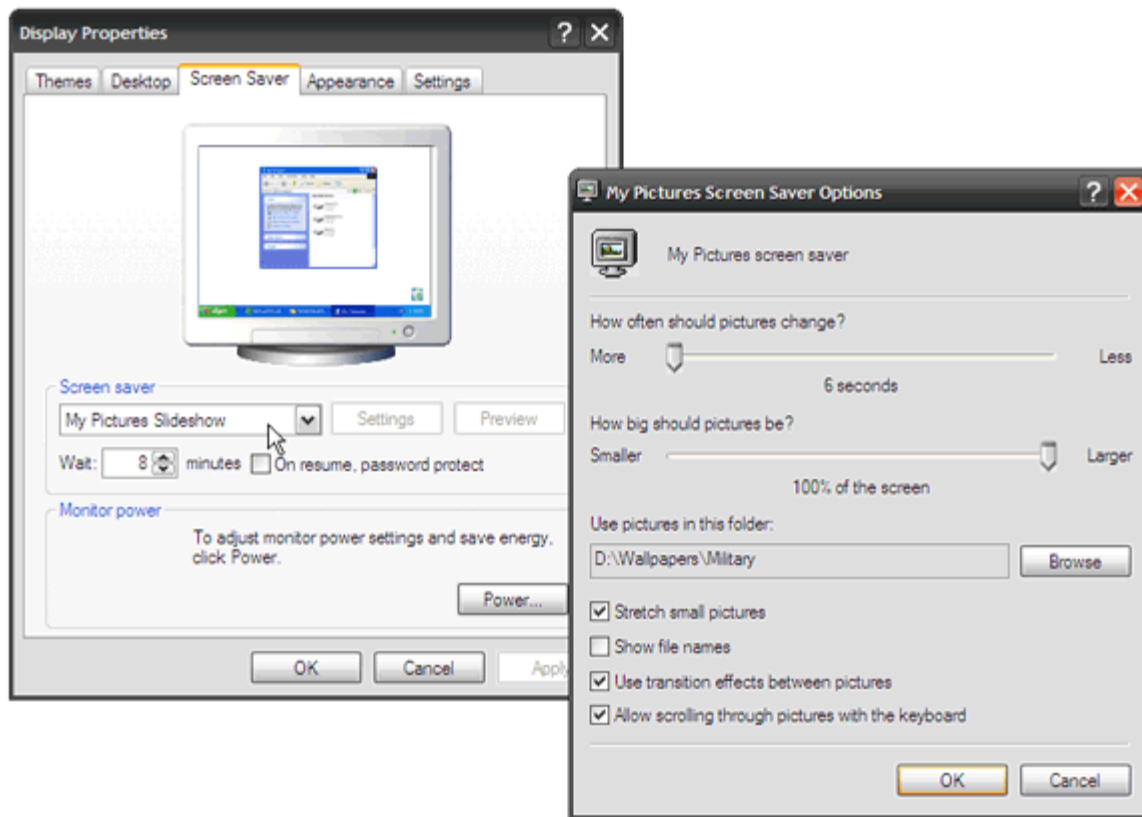 Display Properties
Themes Desktop Screen Saver Appearance Settings
Screen saver
My Pictures Slideshow Settings Preview
Wait: 8 minutes On resume, password protect
Monitor power
To adjust monitor power settings and save energy,
click Power.
Power...
OK Cancel Apply
My Pictures Screen Saver Options
My Pictures screen saver
How often should pictures change?
More Less
6 seconds
How big should pictures be?
Smaller Larger
100% of the screen
Use pictures in this folder:
D:\Wallpapers\Military Browse
Stretch small pictures
Show file names
Use transition effects between pictures
Allow scrolling through pictures with the keyboard
OK Cancel